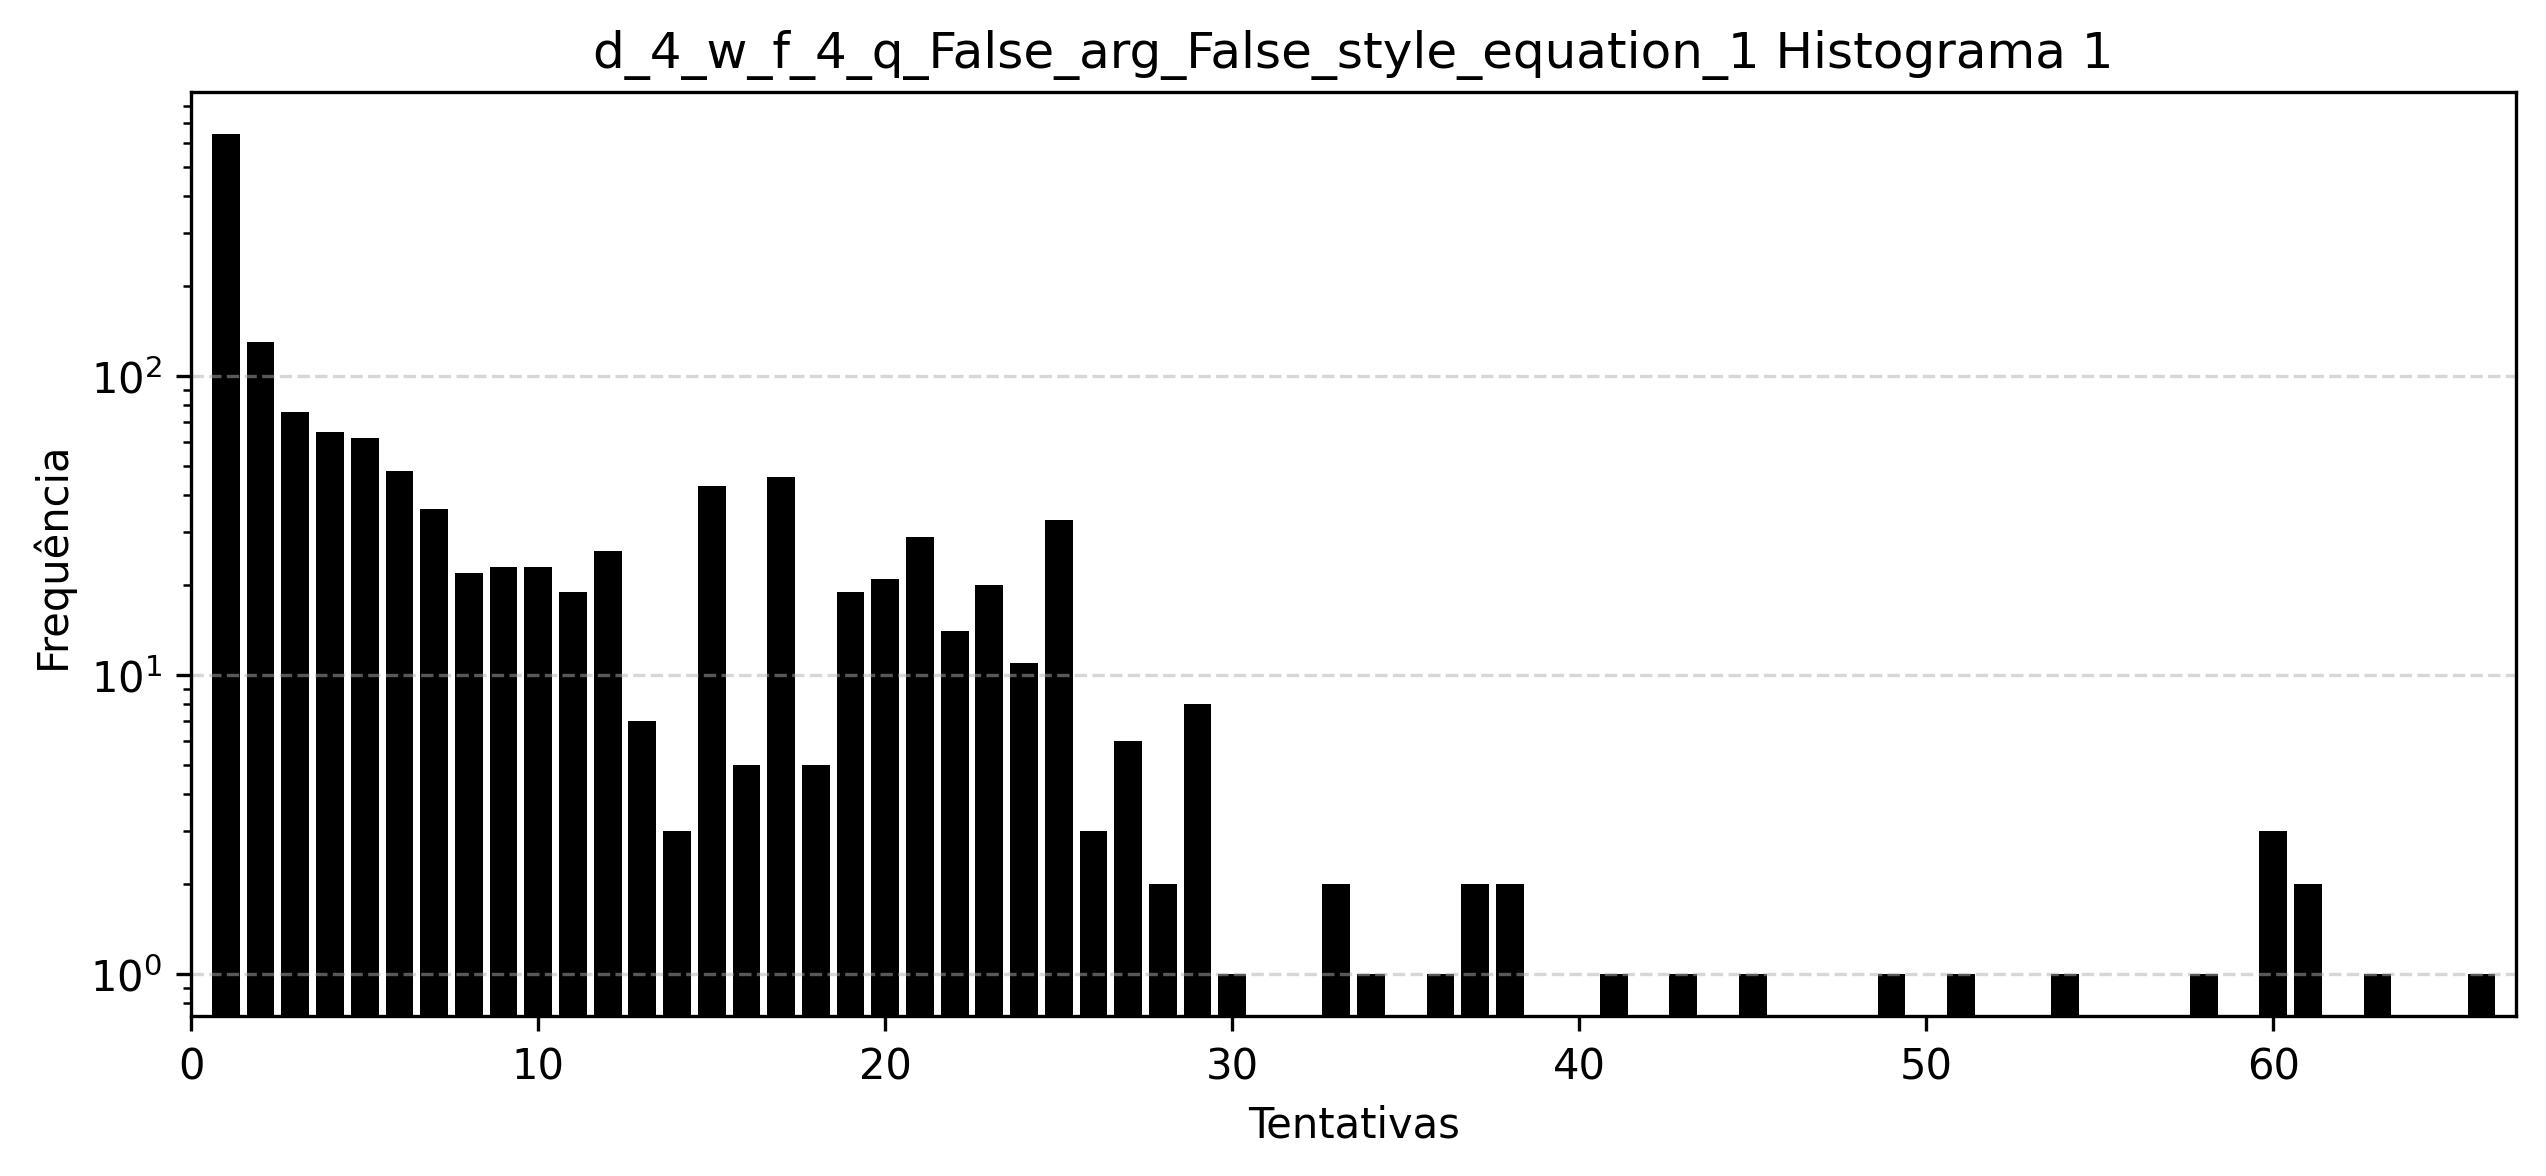 d_4_w_f_4_q_False_arg_False_style_equation_1 Histograma 1
Frequência
10²
10¹
10⁰
0 10 20 30 40 50 60
Tentativas